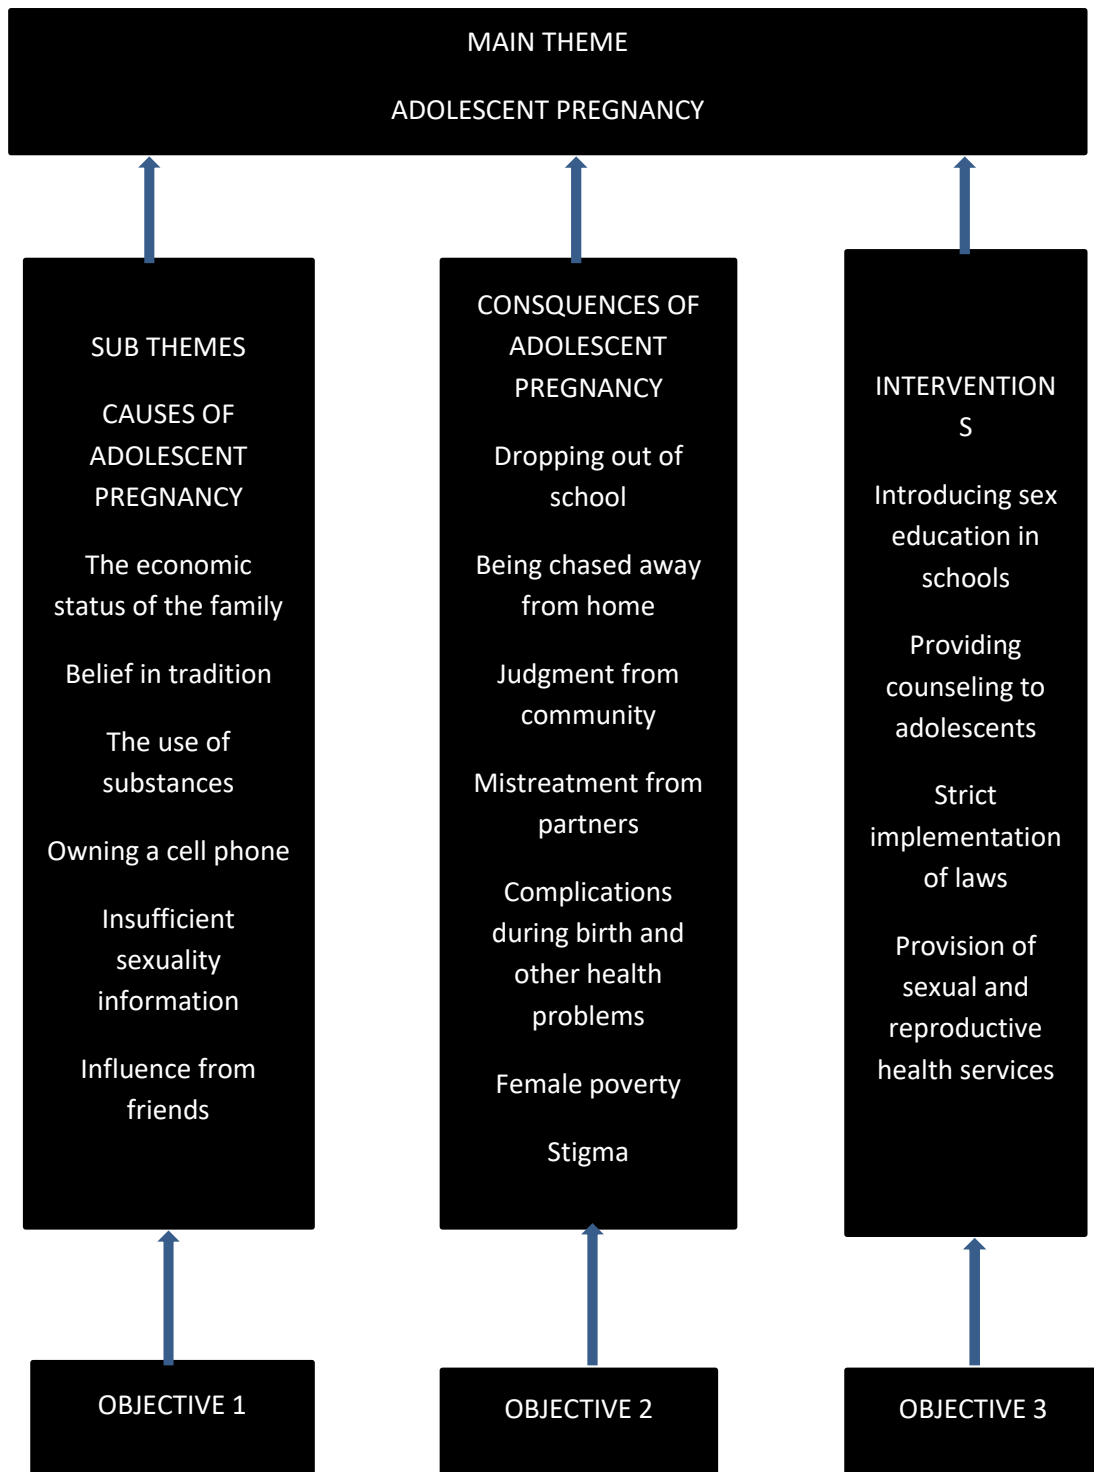 MAIN THEME
ADOLESCENT PREGNANCY
SUB THEMES
CAUSES OF
ADOLESCENT
PREGNANCY
The economic
status of the family
Belief in tradition
The use of
substances
Owning a cell phone
Insufficient
sexuality
information
Influence from
friends
CONSQUENCES OF
ADOLESCENT
PREGNANCY
Dropping out of
school
Being chased away
from home
Judgment from
community
Mistreatment from
partners
Complications
during birth and
other health
problems
Female poverty
Stigma
INTERVENTION
S
Introducing sex
education in
schools
Providing
counseling to
adolescents
Strict
implementation
of laws
Provision of
sexual and
reproductive
health services
OBJECTIVE 1
OBJECTIVE 2
OBJECTIVE 3